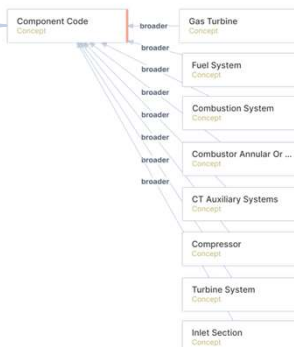 Component Code
Concept
broader
Gas Turbine
Concept
broader
Fuel System
Concept
broader
broader
Combustion System
Concept
broader
broader
Combustor Annular Or ...
Concept
broader
broader
CT Auxiliary Systems
Concept
Compressor
Concept
Turbine System
Concept
Inlet Section
Concept